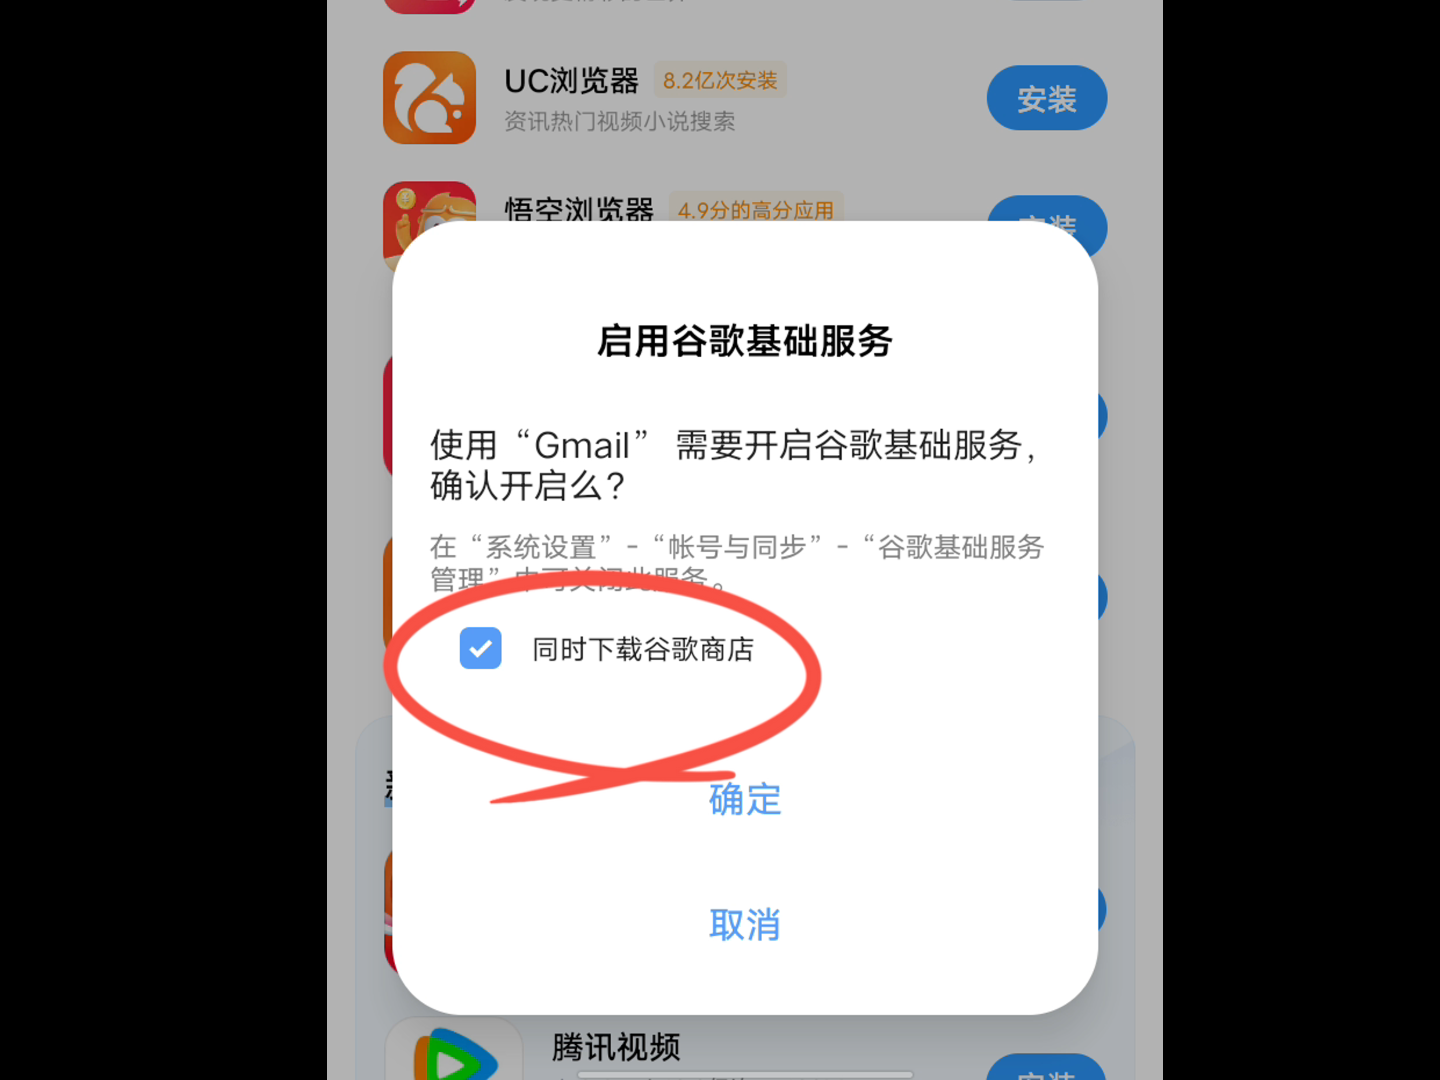 UC浏览器
8.2亿次安装
安装
资讯热门视频小说搜索
悟空浏览器
4.9分的高分应用
安装
启用谷歌基础服务
使用“Gmail” 需要开启谷歌基础服务，
确认开启么？
在“系统设置”-“帐号与同步”-“谷歌基础服务
管理”中可关闭此服务。
同时下载谷歌商店
确定
取消
腾讯视频
安装